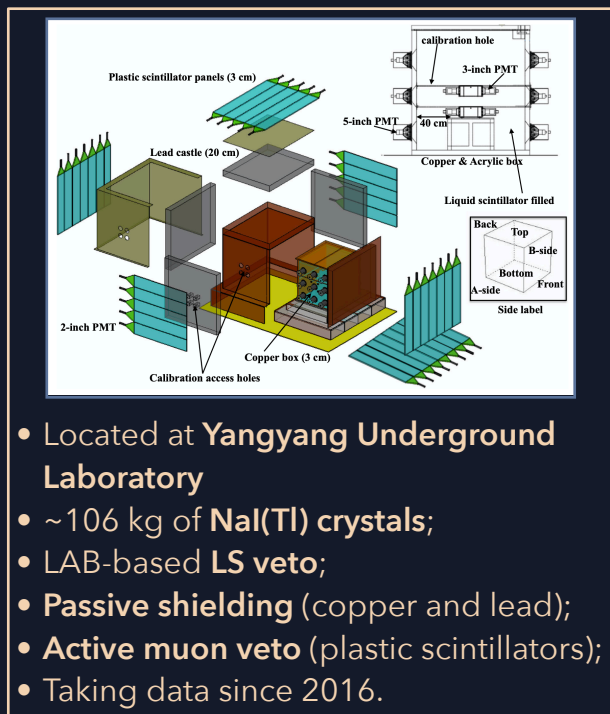 calibration hole
3-inch PMT
Plastic scintillator panels (3 cm)
5-inch PMT
40 cm
Lead castle (20 cm)
Copper & Acrylic box
Liquid scintillator filled
Back
Top
B-side
Bottom
A-side
Front
Side label
2-inch PMT
Copper box (3 cm)
Calibration access holes
• Located at Yangyang Underground
Laboratory
• ~106 kg of NaI(Tl) crystals;
• LAB-based LS veto;
• Passive shielding (copper and lead);
• Active muon veto (plastic scintillators);
• Taking data since 2016.